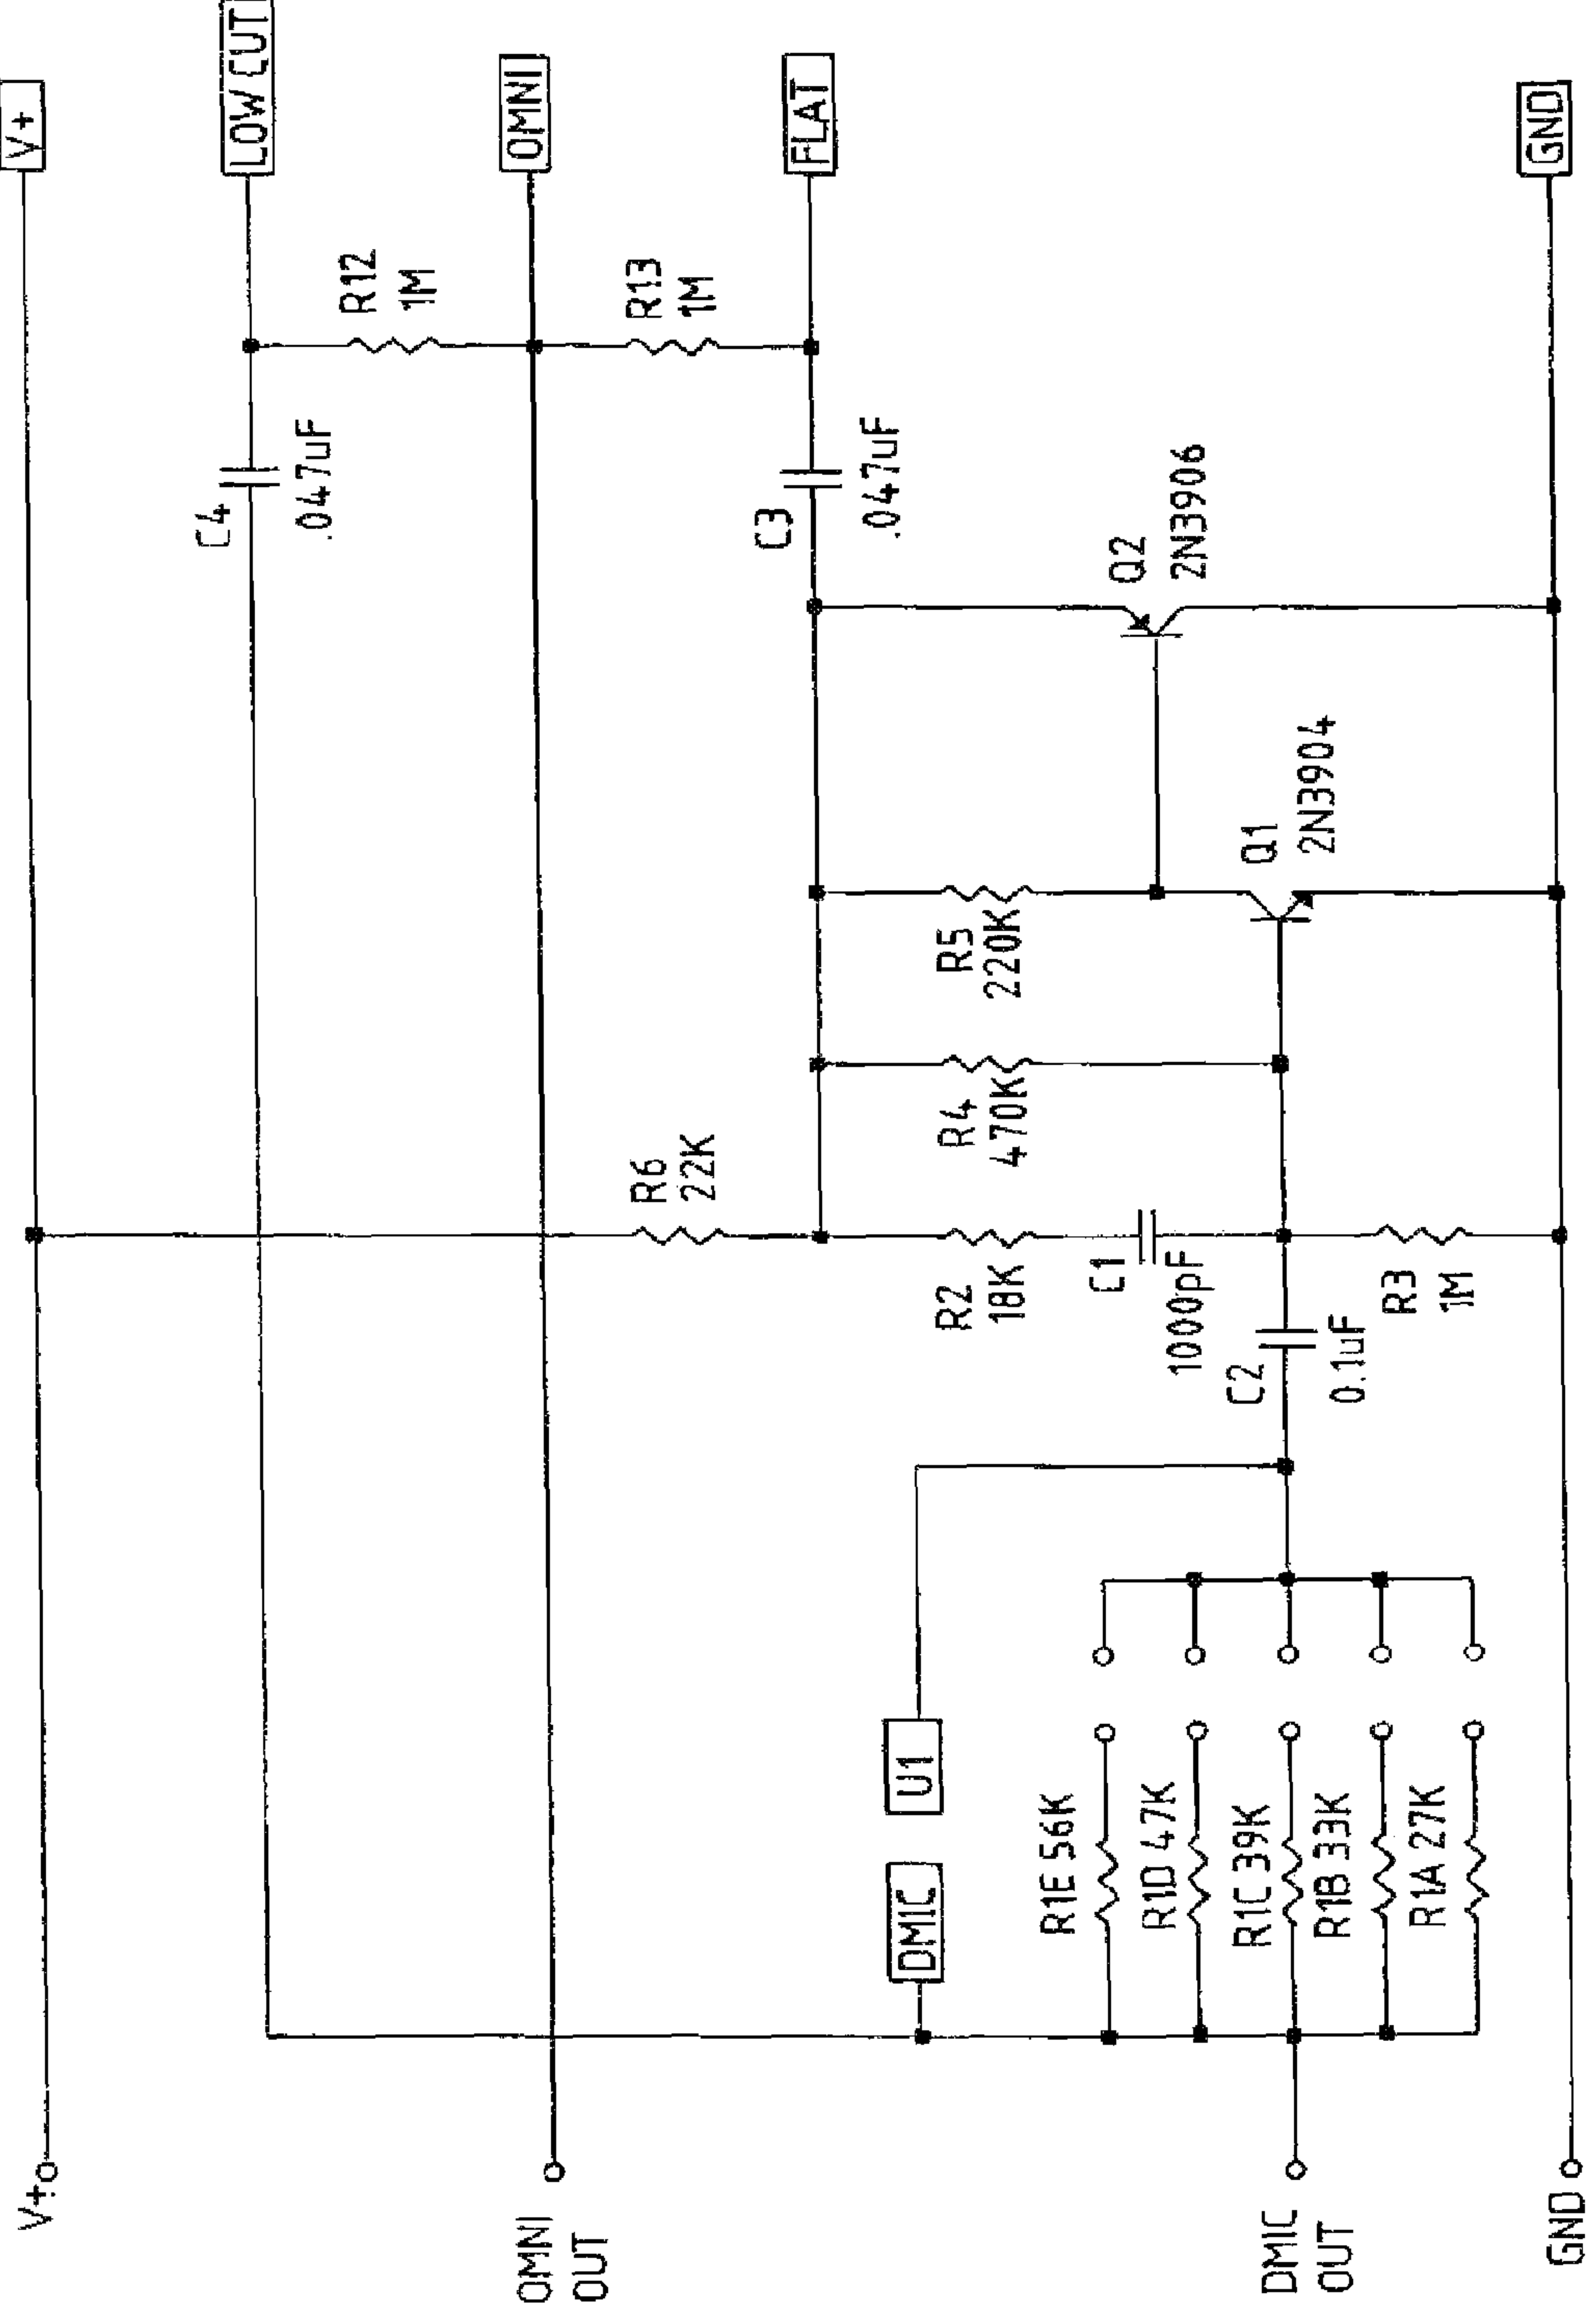 V+
LOW CUT
OMNI
FLAT
GND
R12
1M
R13
1M
C4
.047uF
C3
.047uF
Q2
2N3906
Q1
2N3904
R5
220K
R4
470K
R6
22K
R2
18K
C1
1000pF
R3
1M
C2
0.1uF
U1
DMIC
R1E 56K
R1D 47K
R1C 39K
R1B 33K
R1A 27K
V+
OMNI
OUT
DMIC
OUT
GND